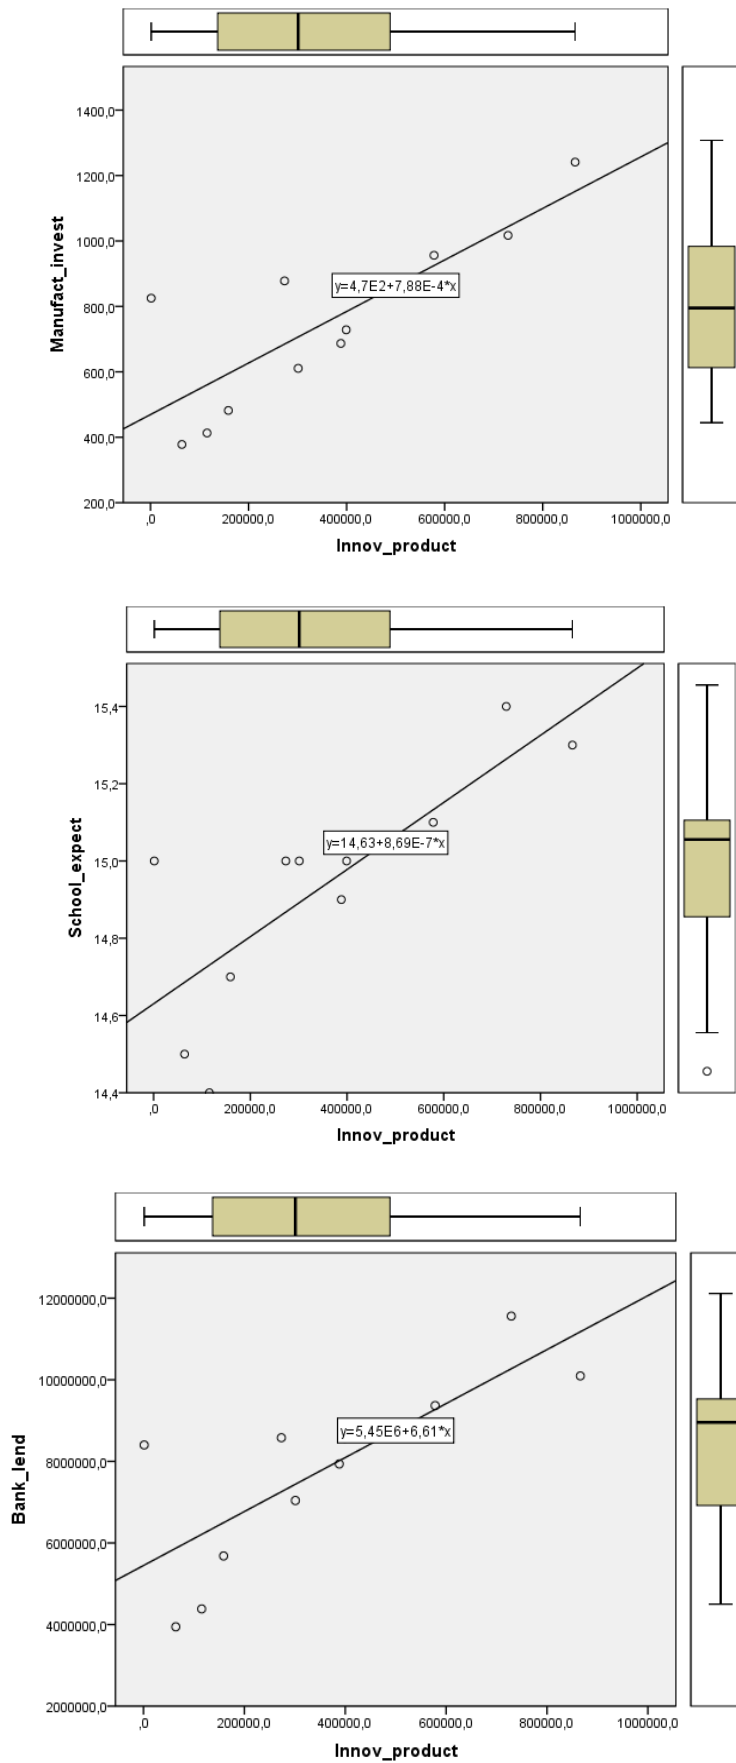 1400,0
1200,0
1000,0
800,0
600,0
400,0
200,0
Manufact_invest
y=4,7E2+7,88E-4*x
,0 200000,0 400000,0 600000,0 800000,0 1000000,0
Innov_product
15,4
15,2
15,0
14,8
14,6
14,4
School_expect
y=14,63+8,69E-7*x
,0 200000,0 400000,0 600000,0 800000,0 1000000,0
Innov_product
12000000,0
10000000,0
8000000,0
6000000,0
4000000,0
2000000,0
Bank_lend
y=5,45E6+6,61*x
,0 200000,0 400000,0 600000,0 800000,0 1000000,0
Innov_product